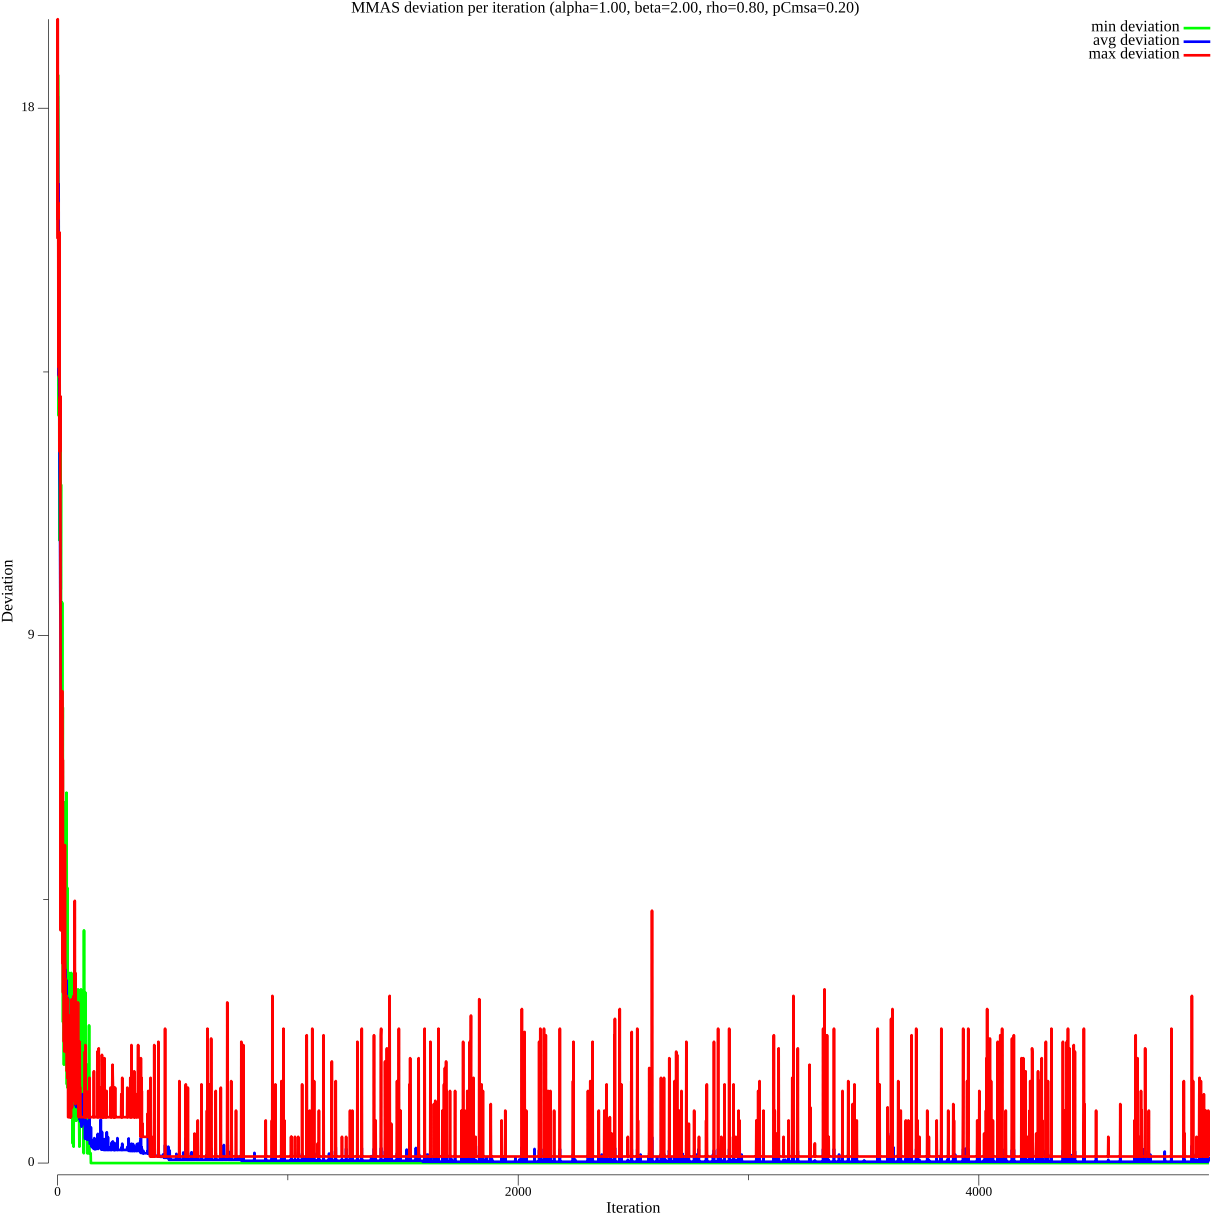 MMAS deviation per iteration (alpha=1.00, beta=2.00, rho=0.80, pCmsa=0.20)
min deviation
avg deviation
max deviation
18
9
0
Deviation
0
2000
4000
Iteration